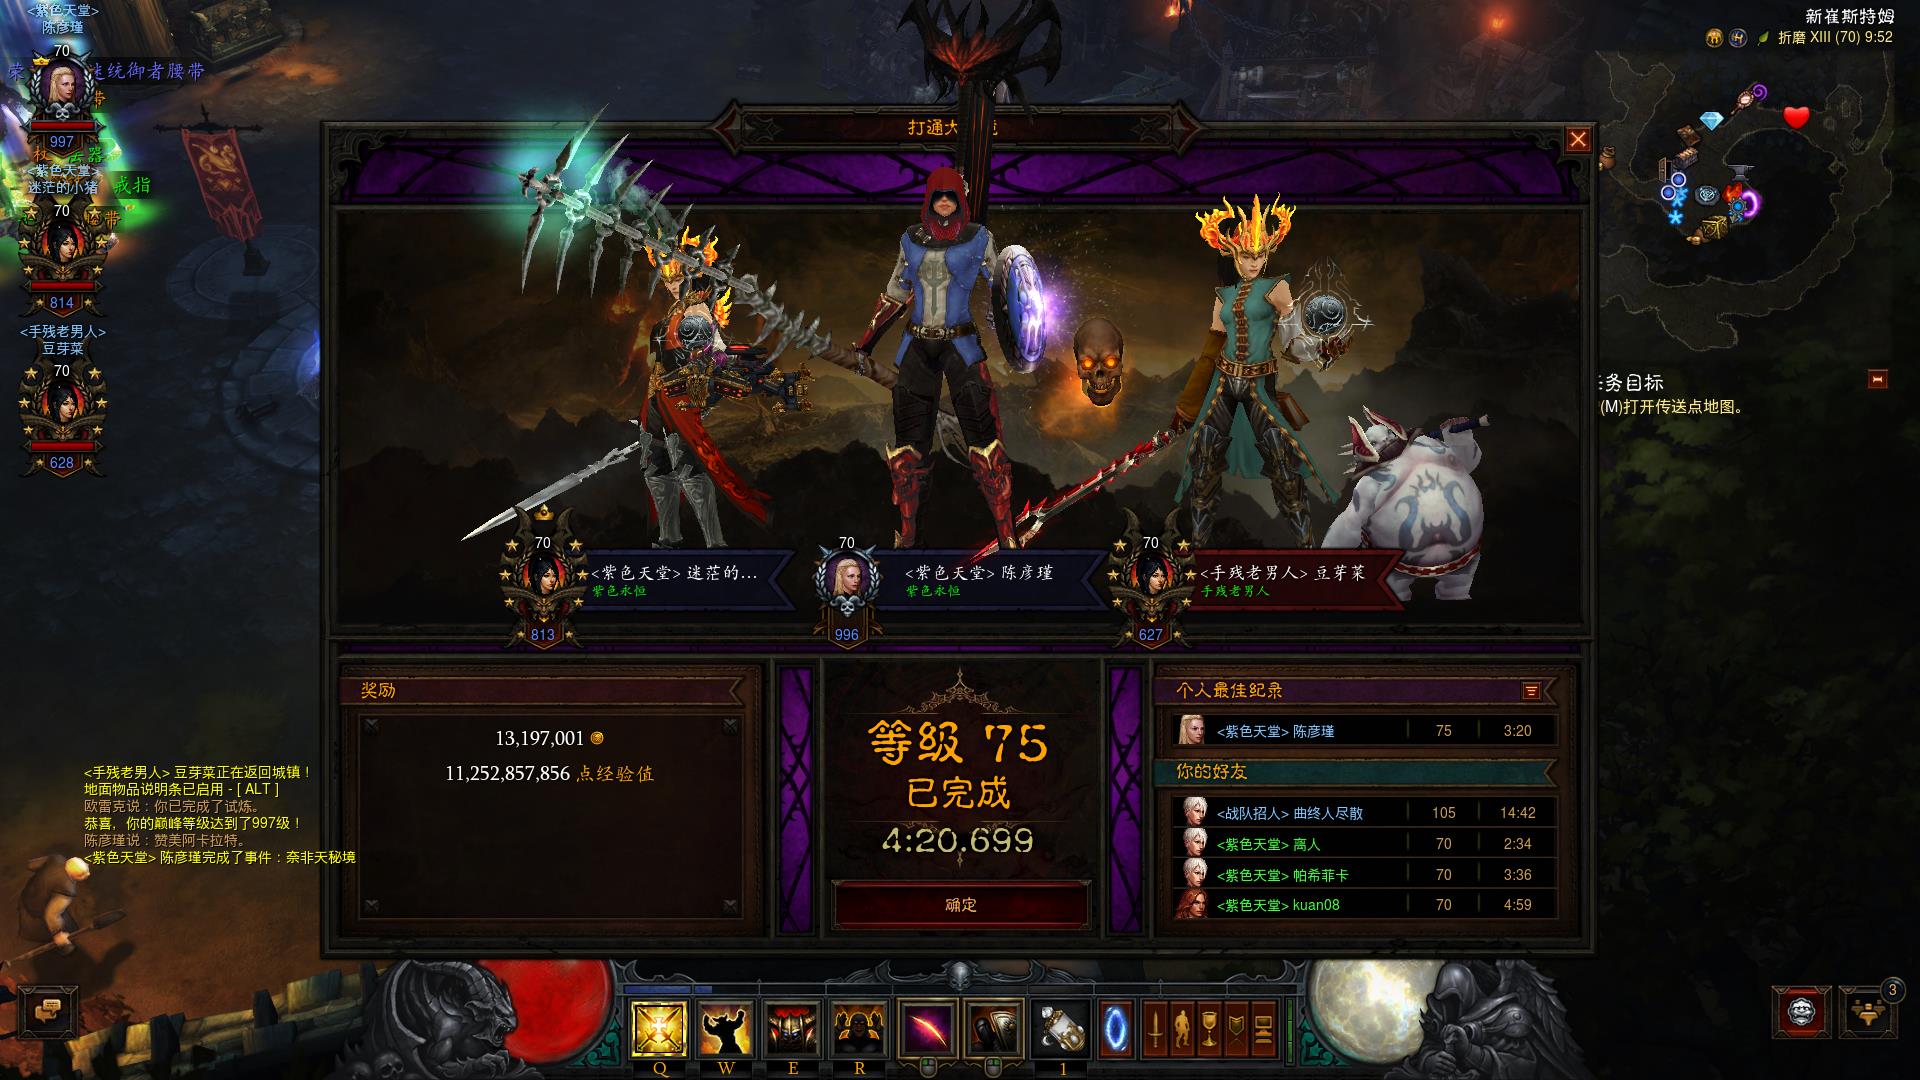 <紫色天堂>
陈彦瑾
70
997
<紫色天堂>
迷茫的小猪
戒指
70
814
<手残老男人>
豆芽菜
70
628
新崔斯特姆
折磨 XIII (70) 9:52
务目标
(M)打开传送点地图。
打通大
70
<紫色天堂> 迷茫的...
紫色永恒
813
70
<紫色天堂> 陈彦瑾
紫色永恒
996
70
<手残老男人> 豆芽菜
手残老男人
627
奖励
13,197,001
11,252,857,856 点经验值
等级 75
已完成
4:20.699
确定
个人最佳纪录
<紫色天堂> 陈彦瑾 75 3:20
你的好友
<战队招人> 曲终人尽散 105 14:42
<紫色天堂> 离人 70 2:34
<紫色天堂> 帕希菲卡 70 3:36
<紫色天堂> kuan08 70 4:59
<手残老男人> 豆芽菜正在返回城镇！
地面物品说明条已启用 - [ ALT ]
欧雷克说：你已完成了试炼。
恭喜，你的巅峰等级达到了997级！
陈彦瑾说：赞美阿卡拉特。
<紫色天堂> 陈彦瑾完成了事件：奈非天秘境
Q W E R 1
3